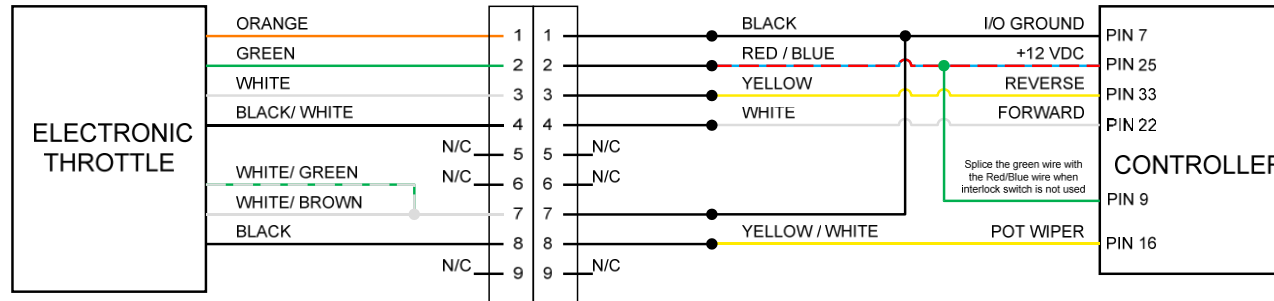 ORANGE
BLACK
I/O GROUND
1
1
PIN 7
GREEN
RED / BLUE
+12 VDC
2
2
PIN 25
WHITE
YELLOW
REVERSE
3
3
PIN 33
BLACK/ WHITE
WHITE
FORWARD
4
4
PIN 22
ELECTRONIC
THROTTLE
N/C
5
5
N/C
N/C
6
6
N/C
WHITE/ GREEN
Splice the green wire with
the Red/Blue wire when
interlock switch is not used
CONTROLLER
PIN 9
WHITE/ BROWN
7
7
BLACK
YELLOW / WHITE
POT WIPER
8
8
PIN 16
N/C
9
9
N/C